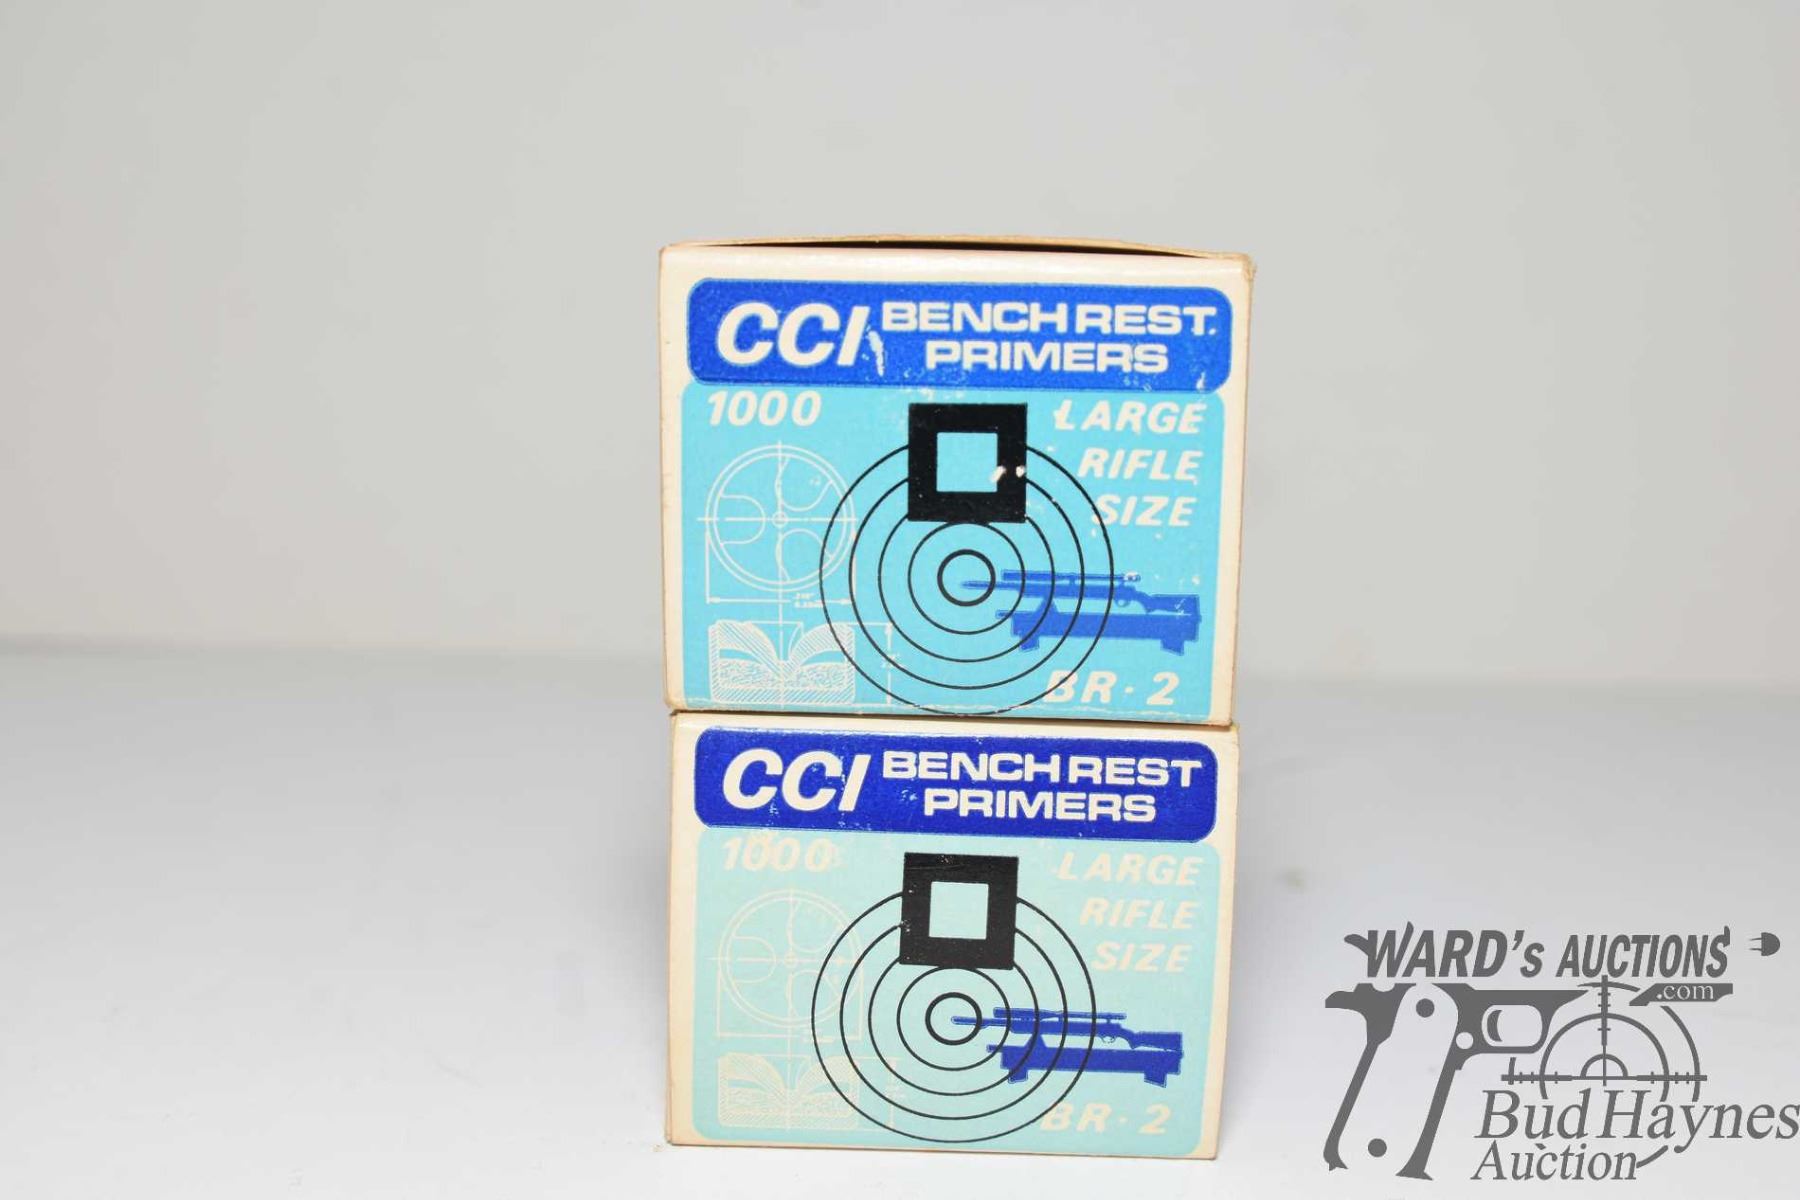 CCI BENCH REST.
PRIMERS
1000 LARGE
RIFLE
SIZE
BR·2
CCI BENCH REST
PRIMERS
1000 LARGE
RIFLE
SIZE
BR·2
WARD'S AUCTIONS
.com
Bud Haynes
Auction